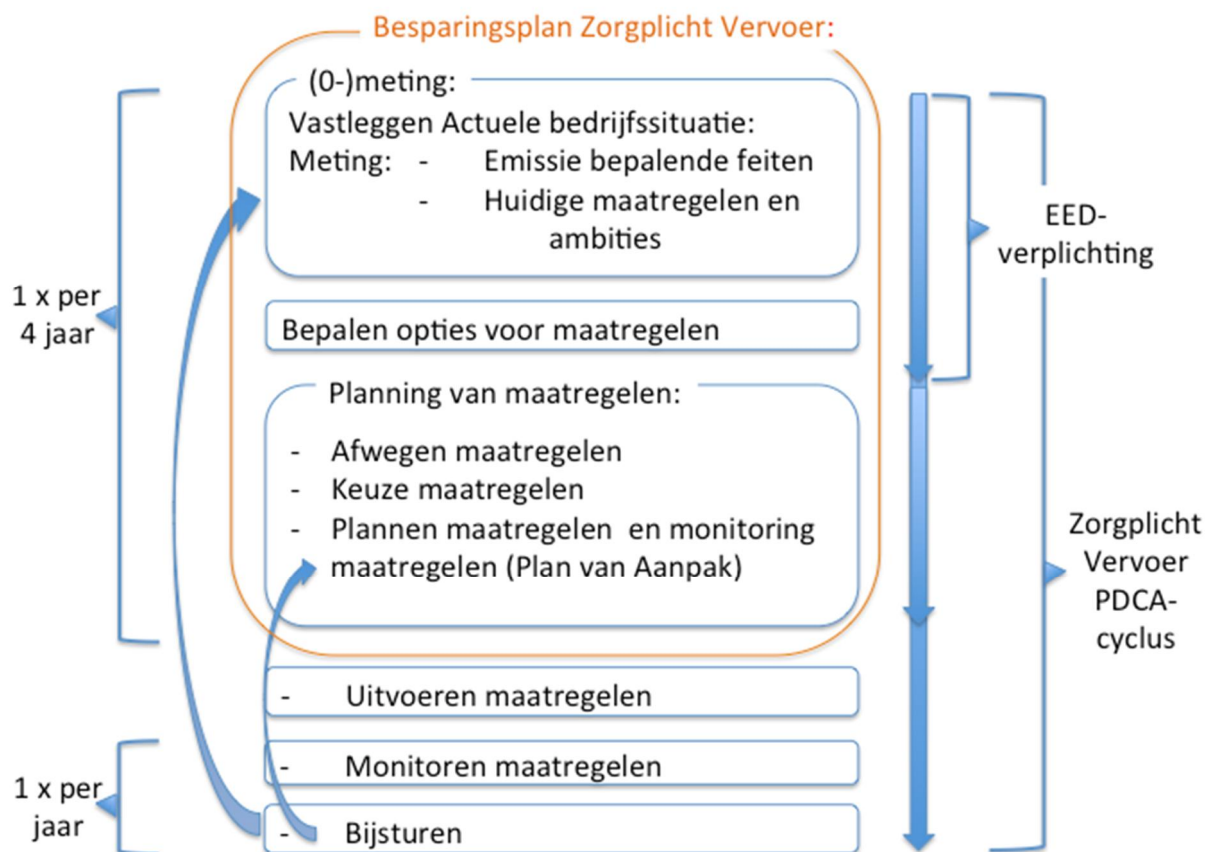 Besparingsplan Zorgplicht Vervoer:
(0-)meting:
Vastleggen Actuele bedrijfssituatie:
Meting: - Emissie bepalende feiten
- Huidige maatregelen en
ambities
Bepalen opties voor maatregelen
Planning van maatregelen:
- Afwegen maatregelen
- Keuze maatregelen
- Plannen maatregelen en monitoring
maatregelen (Plan van Aanpak)
- Uitvoeren maatregelen
- Monitoren maatregelen
- Bijsturen
1 x per
4 jaar
1 x per
jaar
EED-
verplichting
Zorgplicht
Vervoer
PDCA-
cyclus